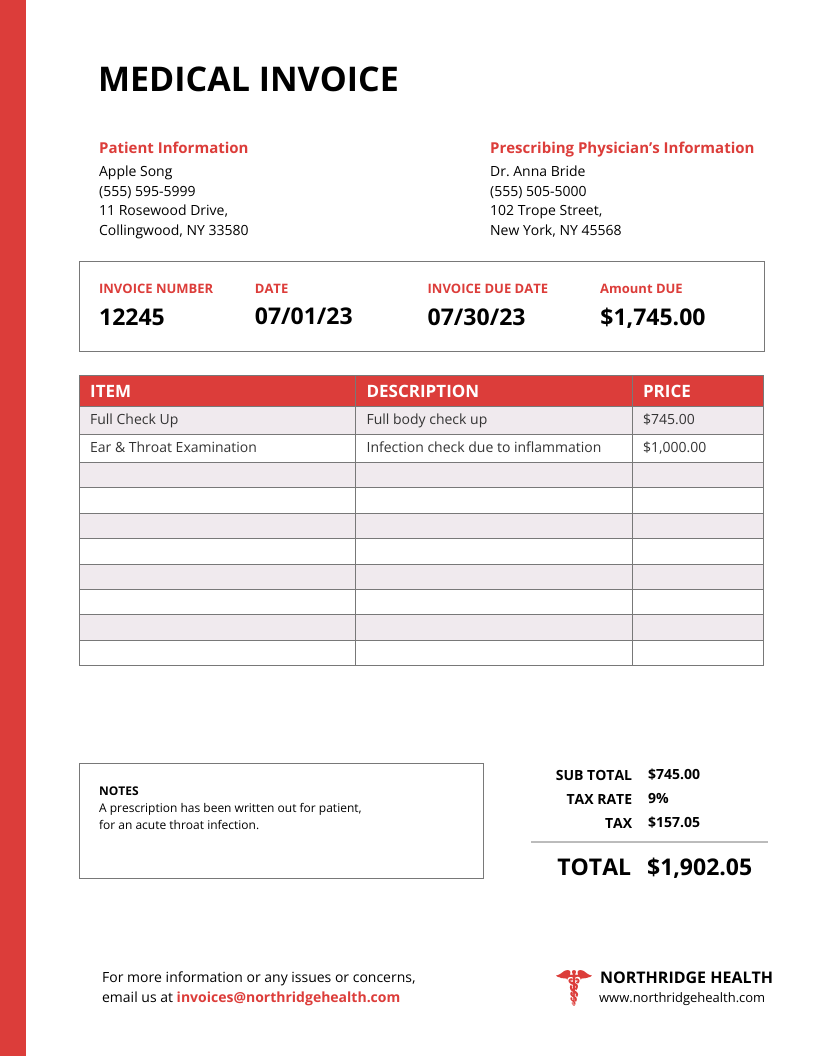 MEDICAL INVOICE
Patient Information
Apple Song
(555) 595-5999
11 Rosewood Drive,
Collingwood, NY 33580
Prescribing Physician’s Information
Dr. Anna Bride
(555) 505-5000
102 Trope Street,
New York, NY 45568
INVOICE NUMBER DATE INVOICE DUE DATE Amount DUE
12245 07/01/23 07/30/23 $1,745.00
ITEM DESCRIPTION PRICE
Full Check Up Full body check up $745.00
Ear & Throat Examination Infection check due to inflammation $1,000.00
NOTES
A prescription has been written out for patient,
for an acute throat infection.
SUB TOTAL $745.00
TAX RATE 9%
TAX $157.05
TOTAL $1,902.05
For more information or any issues or concerns,
email us at invoices@northridgehealth.com
NORTHRIDGE HEALTH
www.northridgehealth.com